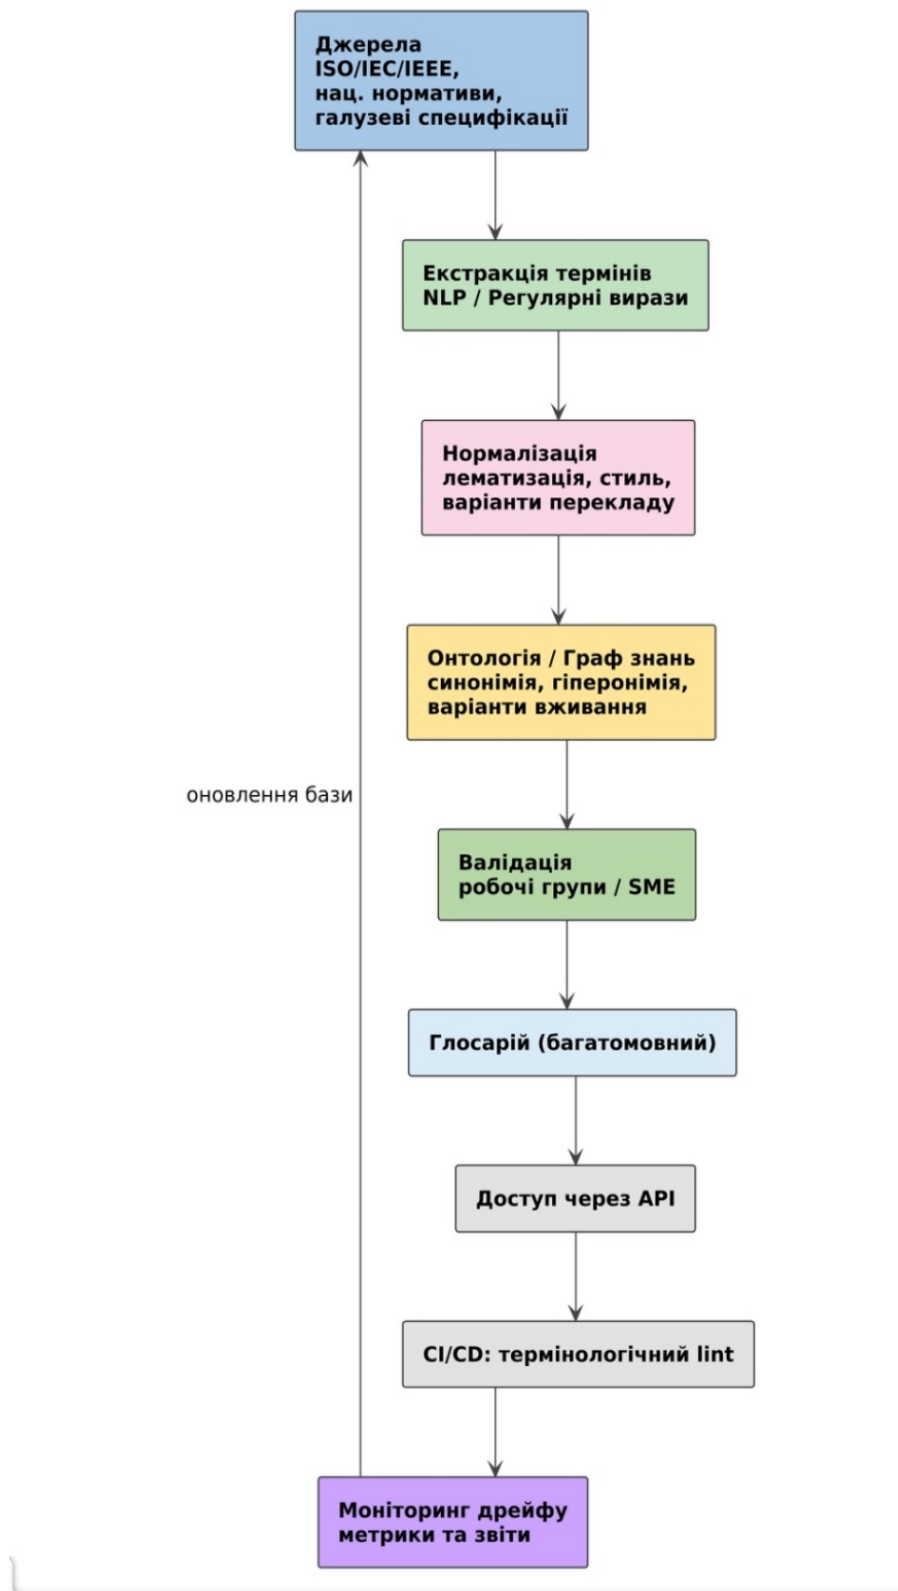 Джерела
ISO/IEC/IEEE,
нац. нормативи,
галузеві специфікації
Екстракція термінів
NLP / Регулярні вирази
Нормалізація
лематизація, стиль,
варіанти перекладу
Онтологія / Граф знань
синонімія, гіперонімія,
варіанти вживання
оновлення бази
Валідація
робочі групи / SME
Глосарій (багатомовний)
Доступ через API
CI/CD: термінологічний lint
Моніторинг дрейфу
метрики та звіти